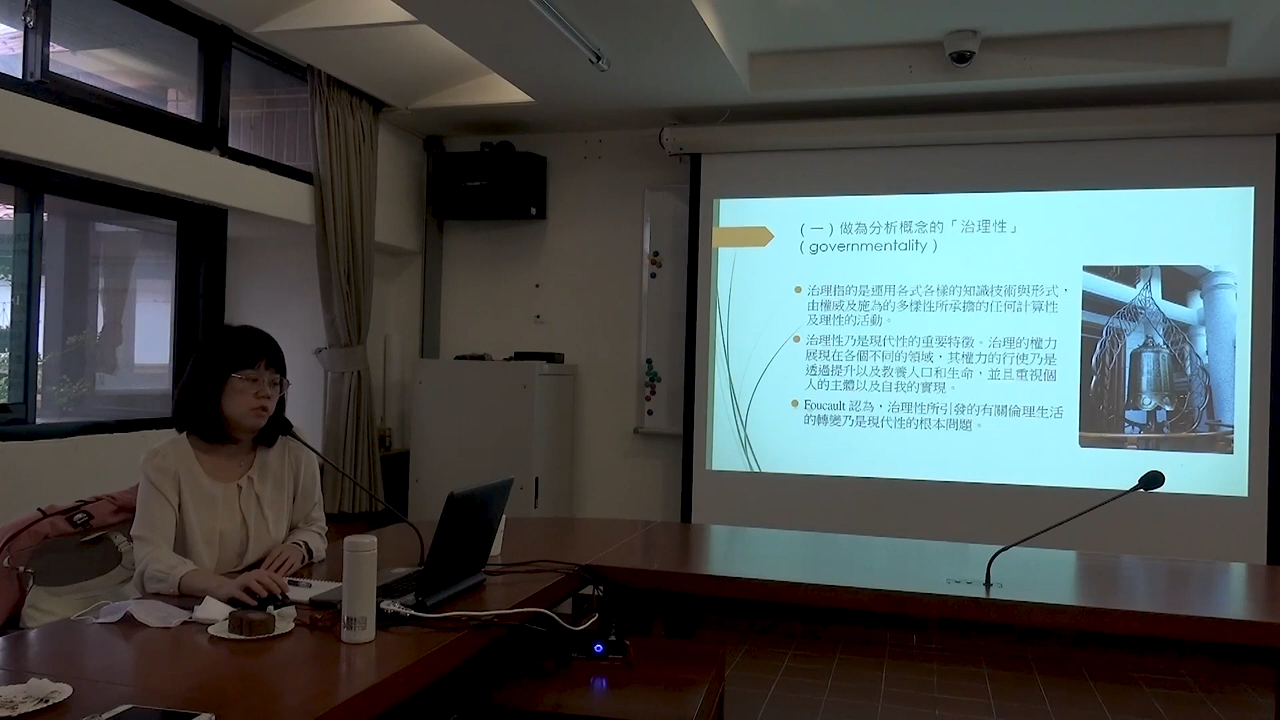 （一）做為分析概念的「治理性」
（governmentality）
治理指的是運用各式各樣的知識技術與形式，
由權威及施為的多樣性所承擔的任何計算性
及理性的活動。
治理性乃是現代性的重要特徵。治理的權力
展現在各個不同的領域，其權力的行使乃是
透過提升以及教養人口和生命，並且重視個
人的主體以及自我的實現。
Foucault 認為，治理性所引發的有關倫理生活
的轉變乃是現代性的根本問題。